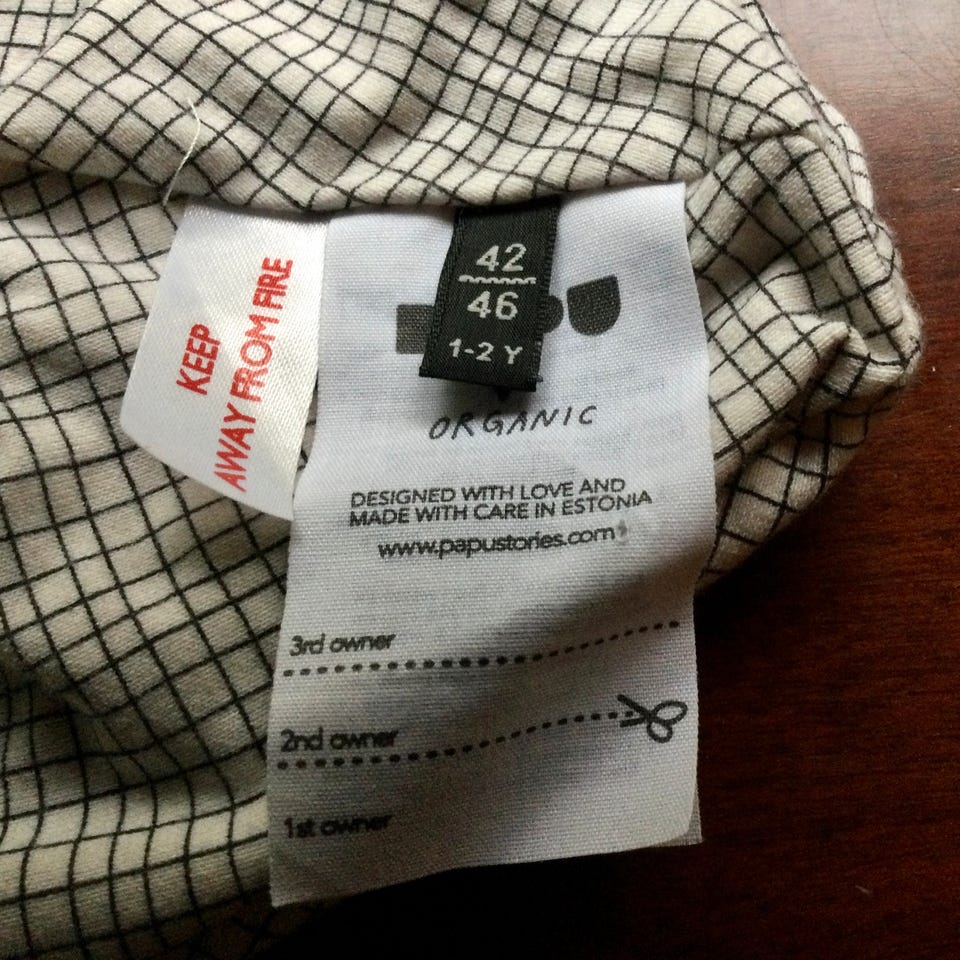 KEEP
AWAY FROM FIRE
42
46
1-2 Y
ORGANIC
DESIGNED WITH LOVE AND
MADE WITH CARE IN ESTONIA
www.papustories.com
3rd owner
2nd owner
1st owner